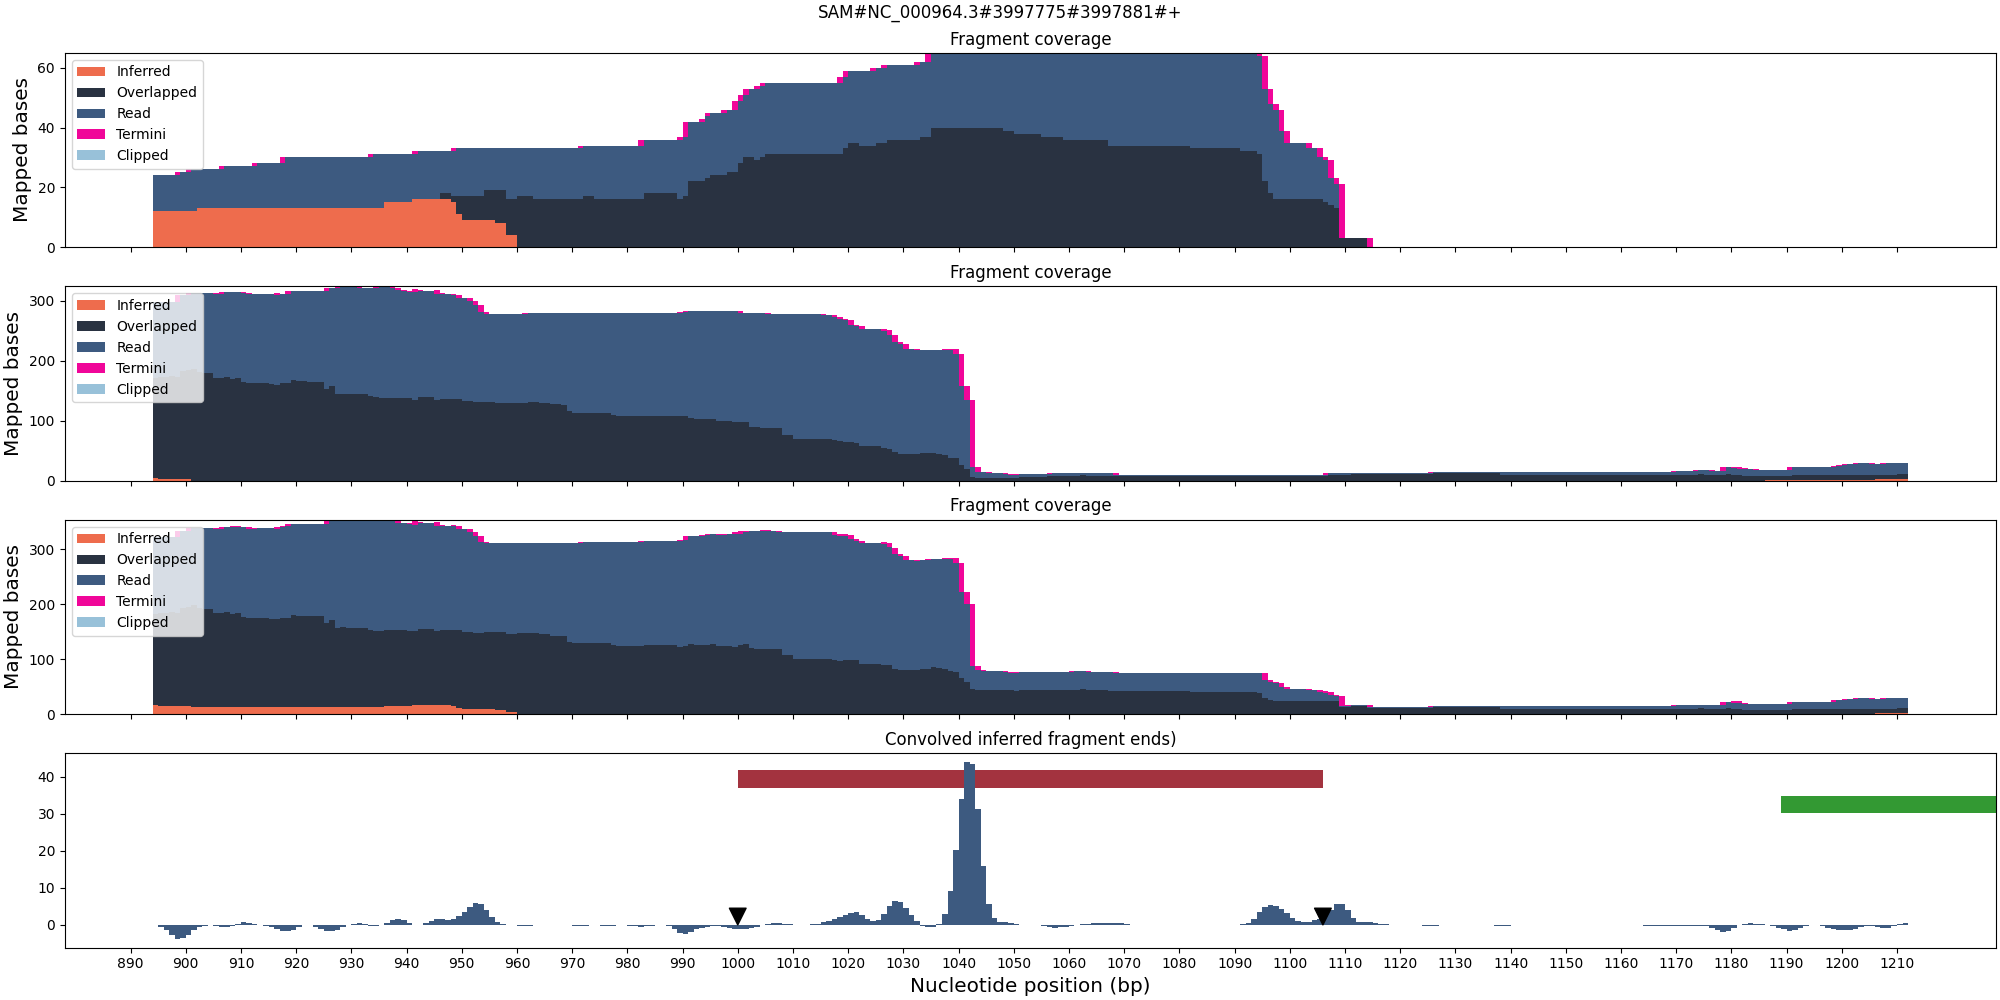 SAM#NC_000964.3#3997775#3997881#+
Fragment coverage
Mapped bases
60
40
20
0
Inferred
Overlapped
Read
Termini
Clipped
Fragment coverage
Mapped bases
300
200
100
0
Inferred
Overlapped
Read
Termini
Clipped
Fragment coverage
Mapped bases
300
200
100
0
Inferred
Overlapped
Read
Termini
Clipped
Convolved inferred fragment ends)
40
30
20
10
0
890 900 910 920 930 940 950 960 970 980 990 1000 1010 1020 1030 1040 1050 1060 1070 1080 1090 1100 1110 1120 1130 1140 1150 1160 1170 1180 1190 1200 1210
Nucleotide position (bp)